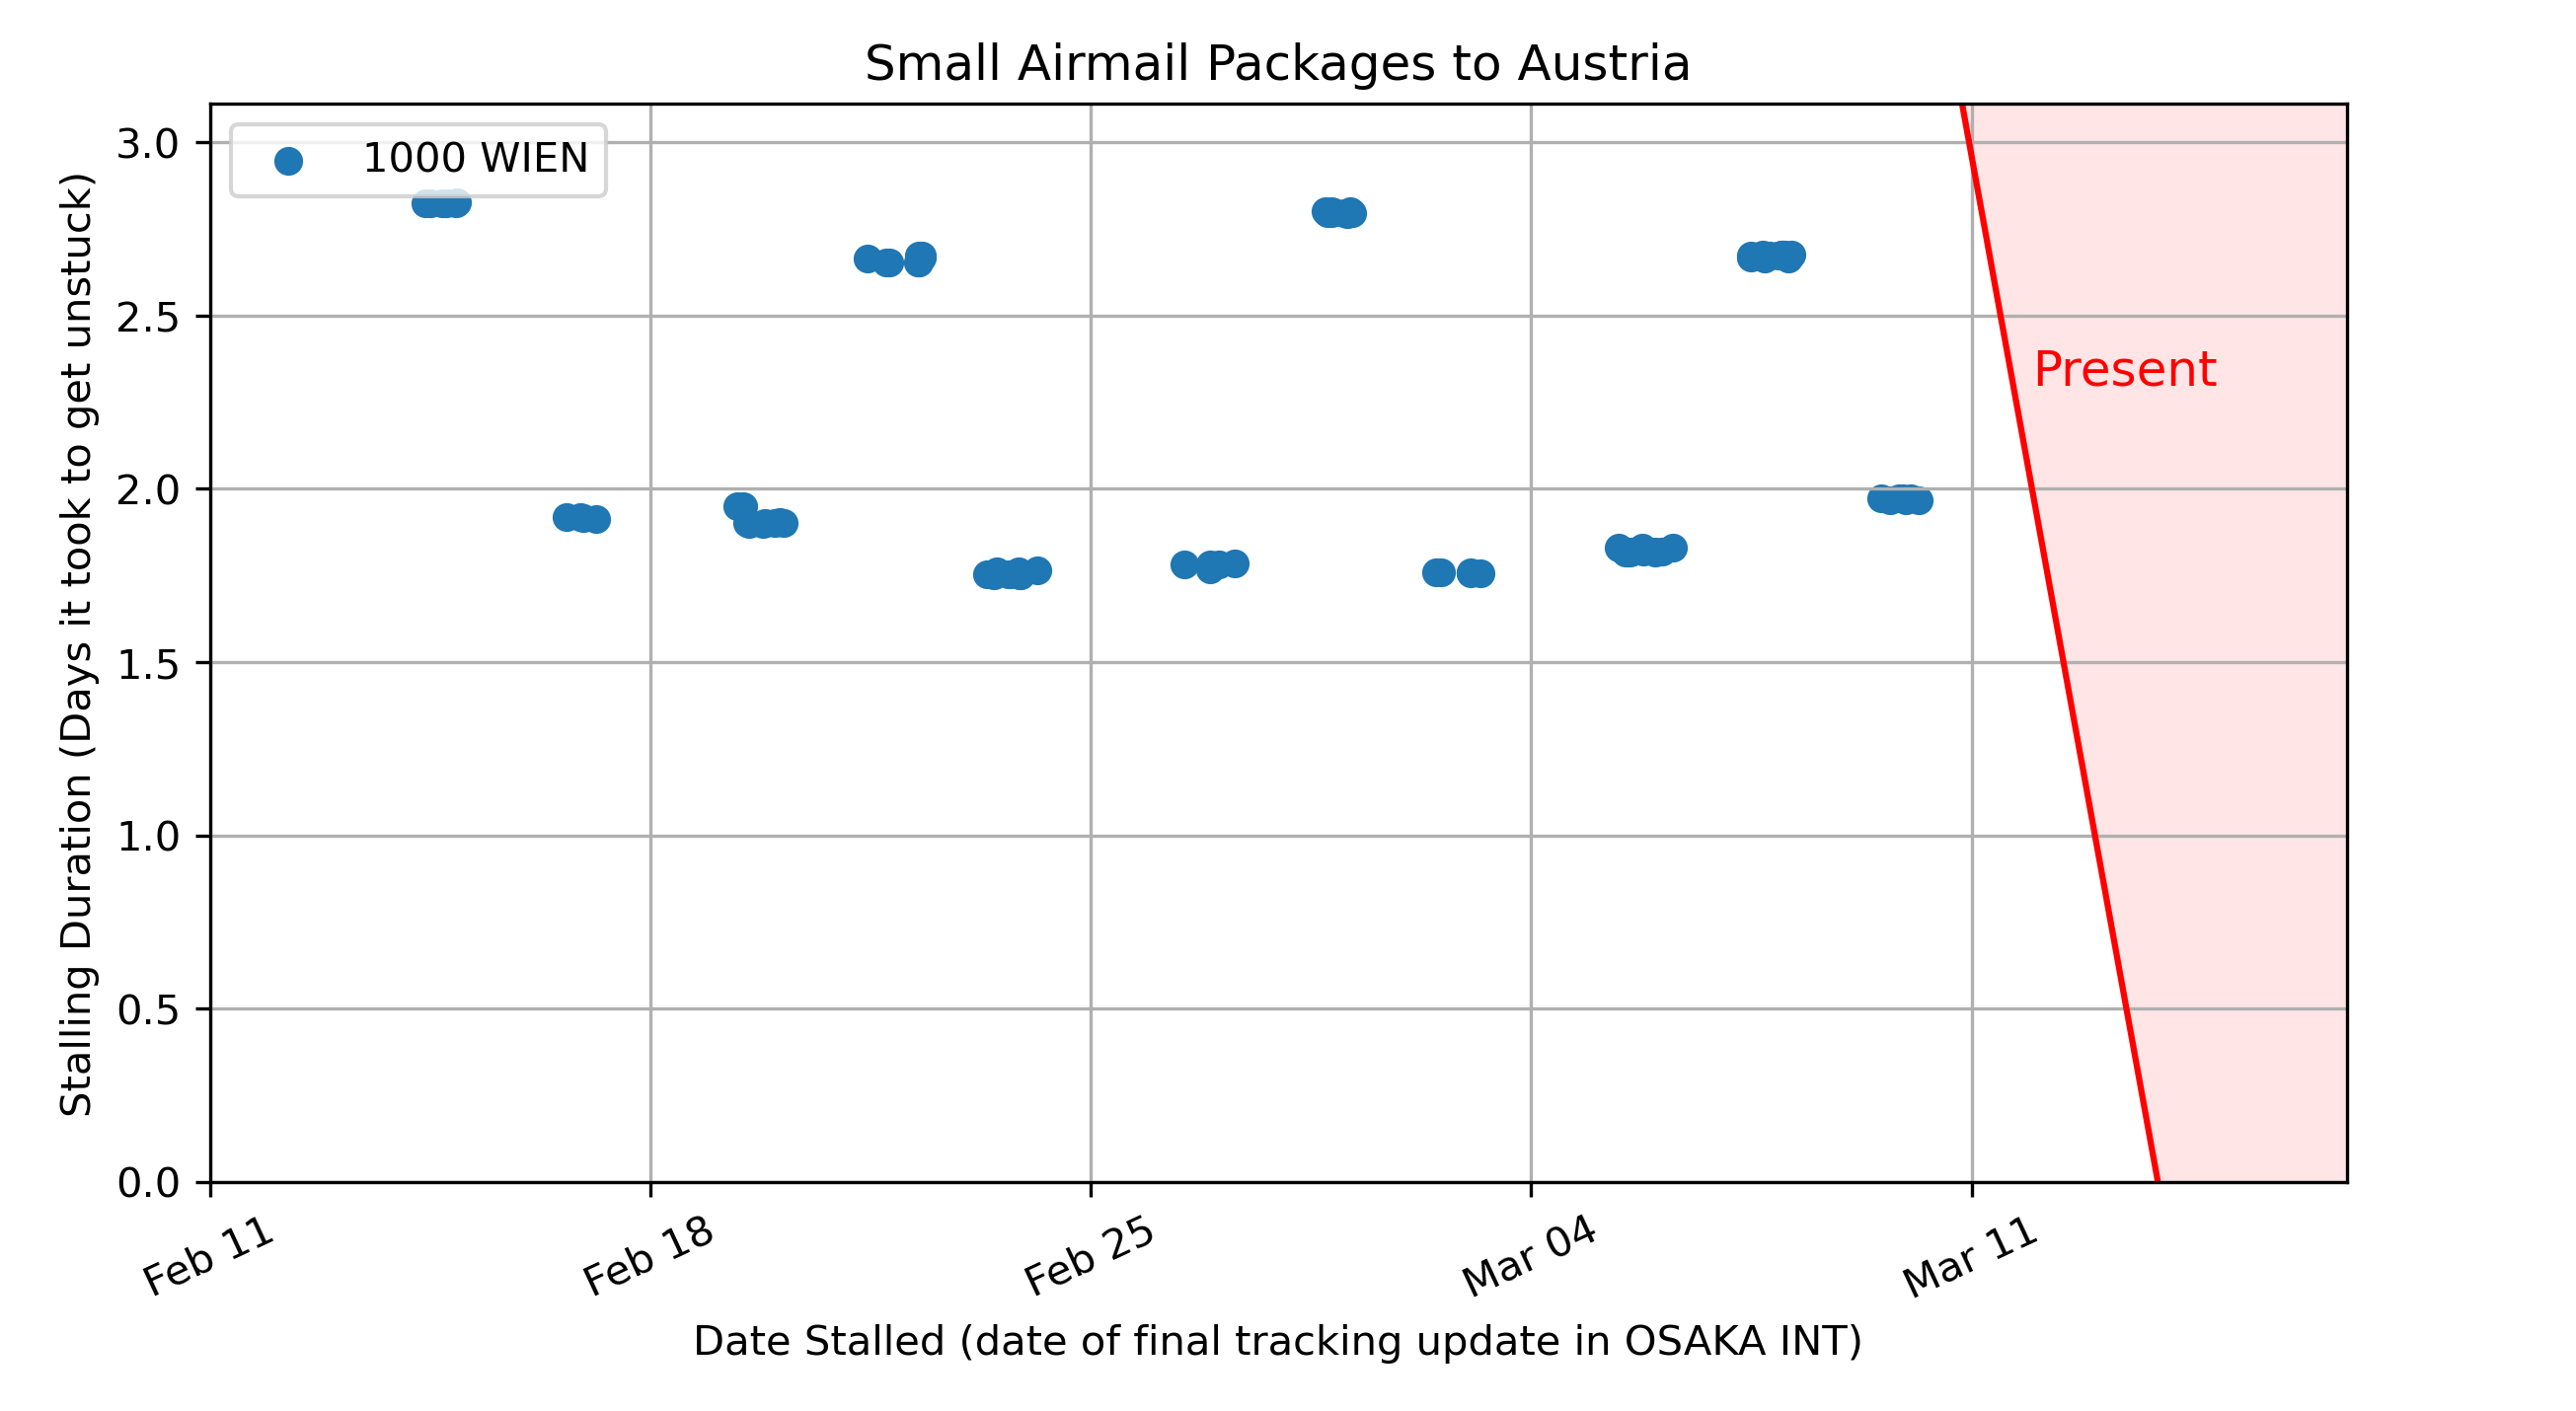 Small Airmail Packages to Austria
1000 WIEN
3.0
2.5
2.0
1.5
1.0
0.5
0.0
Stalling Duration (Days it took to get unstuck)
Present
Feb 11
Feb 18
Feb 25
Mar 04
Mar 11
Date Stalled (date of final tracking update in OSAKA INT)